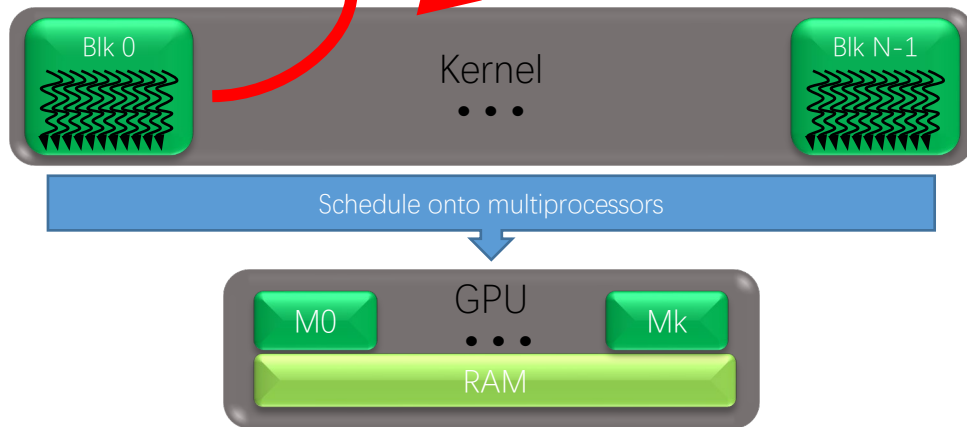 Blk 0
Kernel
...
Blk N-1
Schedule onto multiprocessors
GPU
M0
...
Mk
RAM